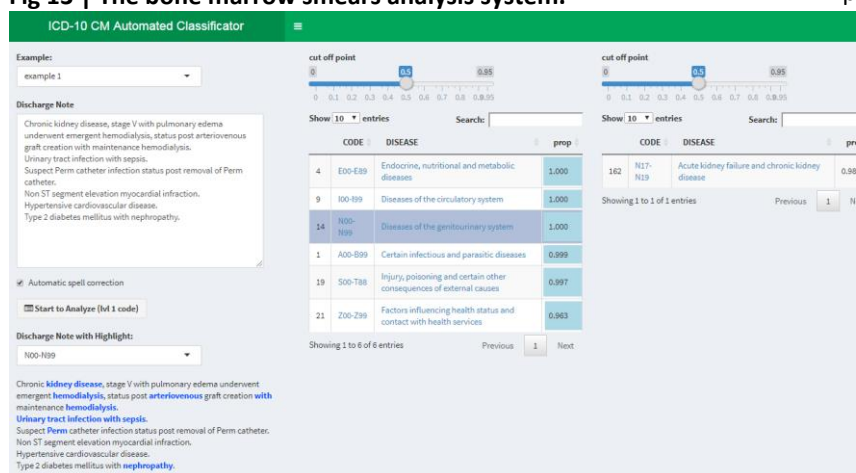 Fig 13 | The bone marrow smears analysis system.
ICD-10 CM Automated Classificator
Example:
example 1
Discharge Note
Chronic kidney disease, stage V with pulmonary edema
underwent emergent hemodialysis, status post arteriovenous
graft creation with maintenance hemodialysis.
Urinary tract infection with sepsis.
Suspect Perm catheter infection status post removal of Perm
catheter.
Non ST segment elevation myocardial infraction.
Hypertensive cardiovascular disease.
Type 2 diabetes mellitus with nephropathy.
Automatic spell correction
Start to Analyze (lvl 1 code)
Discharge Note with Highlight:
N00-N99
Chronic kidney disease, stage V with pulmonary edema underwent
emergent hemodialysis, status post arteriovenous graft creation with
maintenance hemodialysis.
Urinary tract infection with sepsis.
Suspect Perm catheter infection status post removal of Perm catheter.
Non ST segment elevation myocardial infraction.
Hypertensive cardiovascular disease.
Type 2 diabetes mellitus with nephropathy.
cut off point
0 0.5 0.95
0 0.1 0.2 0.3 0.4 0.5 0.6 0.7 0.8 0.95
Show 10 entries Search:
CODE DISEASE prop
4 E00-E89 Endocrine, nutritional and metabolic
diseases 1.000
9 I00-I99 Diseases of the circulatory system 1.000
14 N00-
N99 Diseases of the genitourinary system 1.000
1 A00-B99 Certain infectious and parasitic diseases 0.999
19 S00-T88 Injury, poisoning and certain other
consequences of external causes 0.997
21 Z00-Z99 Factors influencing health status and
contact with health services 0.963
Showing 1 to 6 of 6 entries Previous 1 Next
cut off point
0 0.5 0.95
0 0.1 0.2 0.3 0.4 0.5 0.6 0.7 0.8 0.95
Show 10 entries Search:
CODE DISEASE pr
162 N17-
N19 Acute kidney failure and chronic kidney
disease 0.98
Showing 1 to 1 of 1 entries Previous 1 N